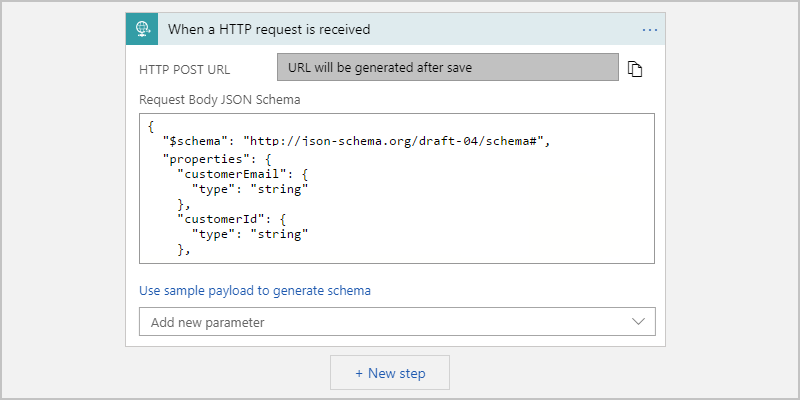 When a HTTP request is received
...
HTTP POST URL
URL will be generated after save
Request Body JSON Schema
{
  "$schema": "http://json-schema.org/draft-04/schema#",
  "properties": {
    "customerEmail": {
      "type": "string"
    },
    "customerId": {
      "type": "string"
    },
Use sample payload to generate schema
Add new parameter
+ New step